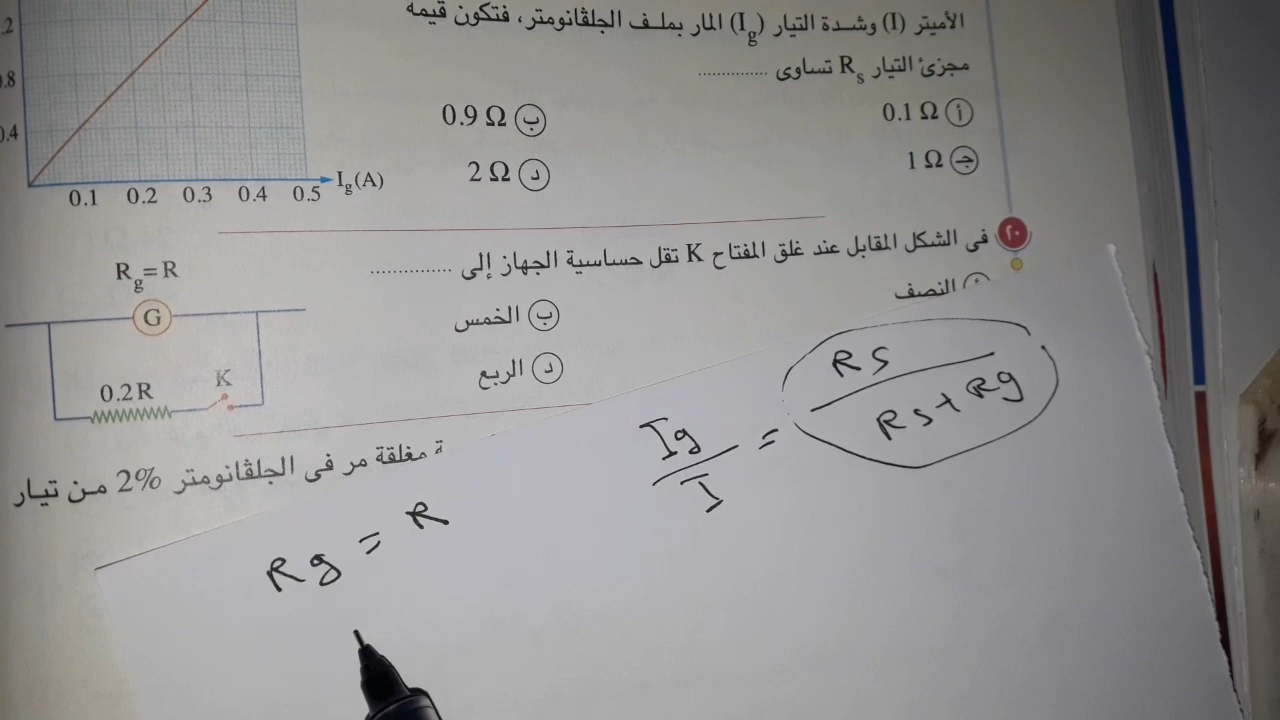 الأميتر (I) وشدة التيار (Ig) المار بملف الجلڤانومتر، فتكون قيمة
مجزئ التيار Rs تساوى ...............
أ 0.1 Ω
ب 0.9 Ω
ج 1 Ω
د 2 Ω
.2
0.8
0.4
0.1 0.2 0.3 0.4 0.5 Ig(A)
٢٠ فى الشكل المقابل عند غلق المفتاح K تقل حساسية الجهاز إلى ...............
النصف
ب الخمس
د الربع
Rg=R
G
0.2R
K
مغلقة مر فى الجلڤانومتر 2% من تيار
Ig/I = Rs/(Rs+Rg)
Rg = R